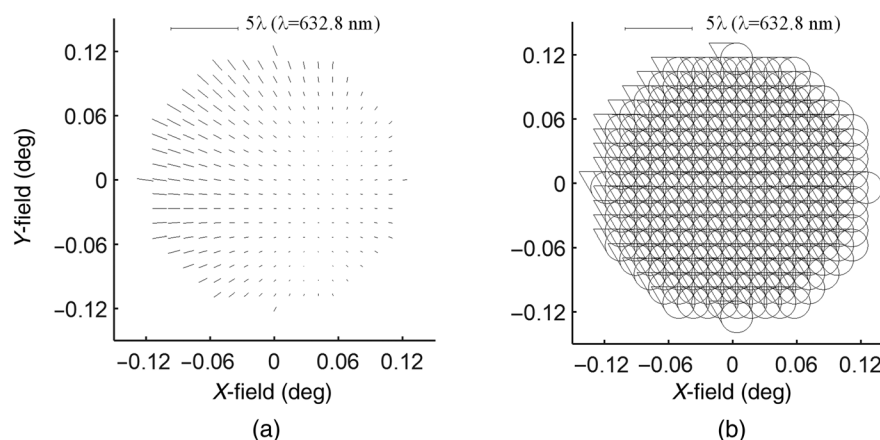 5λ (λ=632.8 nm)
0.12
0.06
0
−0.06
−0.12
Y-field (deg)
−0.12 −0.06 0 0.06 0.12
X-field (deg)
(a)
5λ (λ=632.8 nm)
0.12
0.06
0
−0.06
−0.12
−0.12 −0.06 0 0.06 0.12
X-field (deg)
(b)